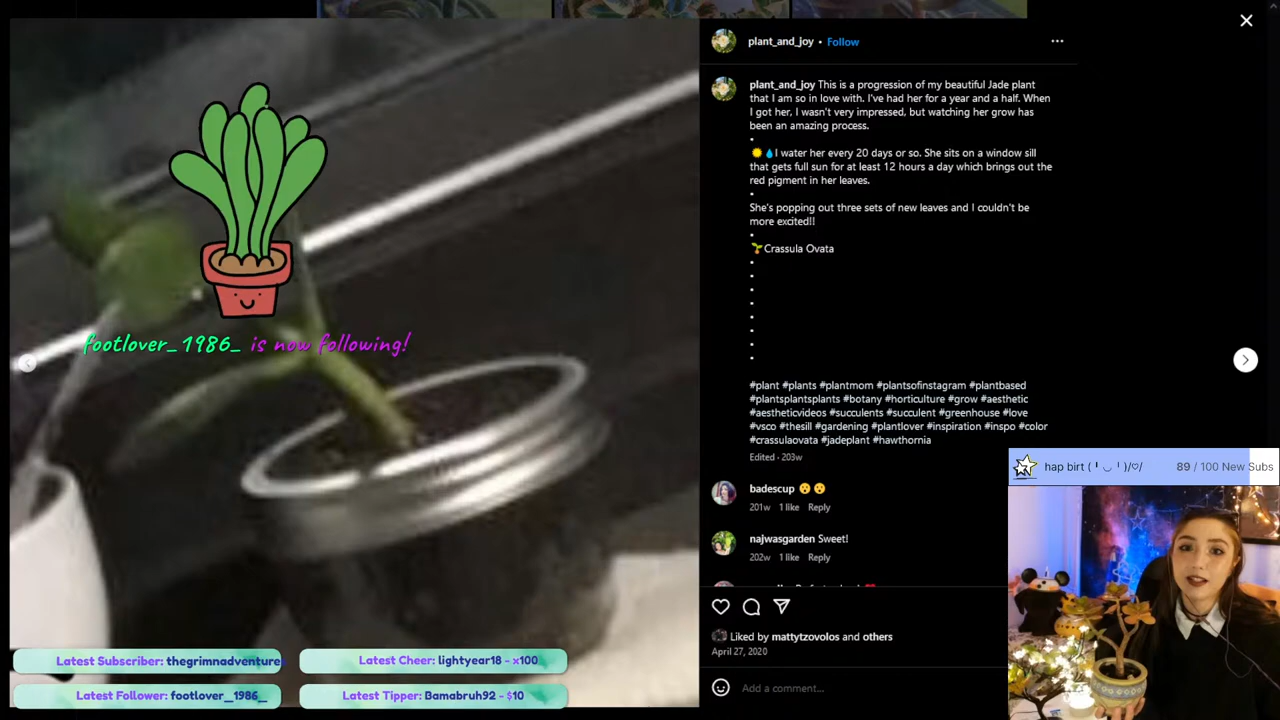 plant_and_joy • Follow
plant_and_joy This is a progression of my beautiful Jade plant
that I am so in love with. I've had her for a year and a half. When
I got her, I wasn't very impressed, but watching her grow has
been an amazing process.
•
☀️💧I water her every 20 days or so. She sits on a window sill
that gets full sun for at least 12 hours a day which brings out the
red pigment in her leaves.
•
She's popping out three sets of new leaves and I couldn't be
more excited!!
•
🌱Crassula Ovata
•
•
•
•
•
•
•
•
#plant #plants #plantmom #plantsofinstagram #plantbased
#plantsplantsplants #botany #horticulture #grow #aesthetic
#aestheticvideos #succulents #succulent #greenhouse #love
#vsco #thesill #gardening #plantlover #inspiration #inspo #color
#crassulaovata #jadeplant #hawthornia
Edited · 203w
badescup 😮😮
201w 1 like Reply
najwasgarden Sweet!
202w 1 like Reply
Liked by mattytzovolos and others
April 27, 2020
Add a comment...
footlover_1986_ is now following!
hap birt ( ╹◡╹)/♡/ 89 / 100 New Subs
Latest Subscriber: thegrimnadventure
Latest Cheer: lightyear18 - x100
Latest Follower: footlover_1986_
Latest Tipper: Bamabruh92 - $10